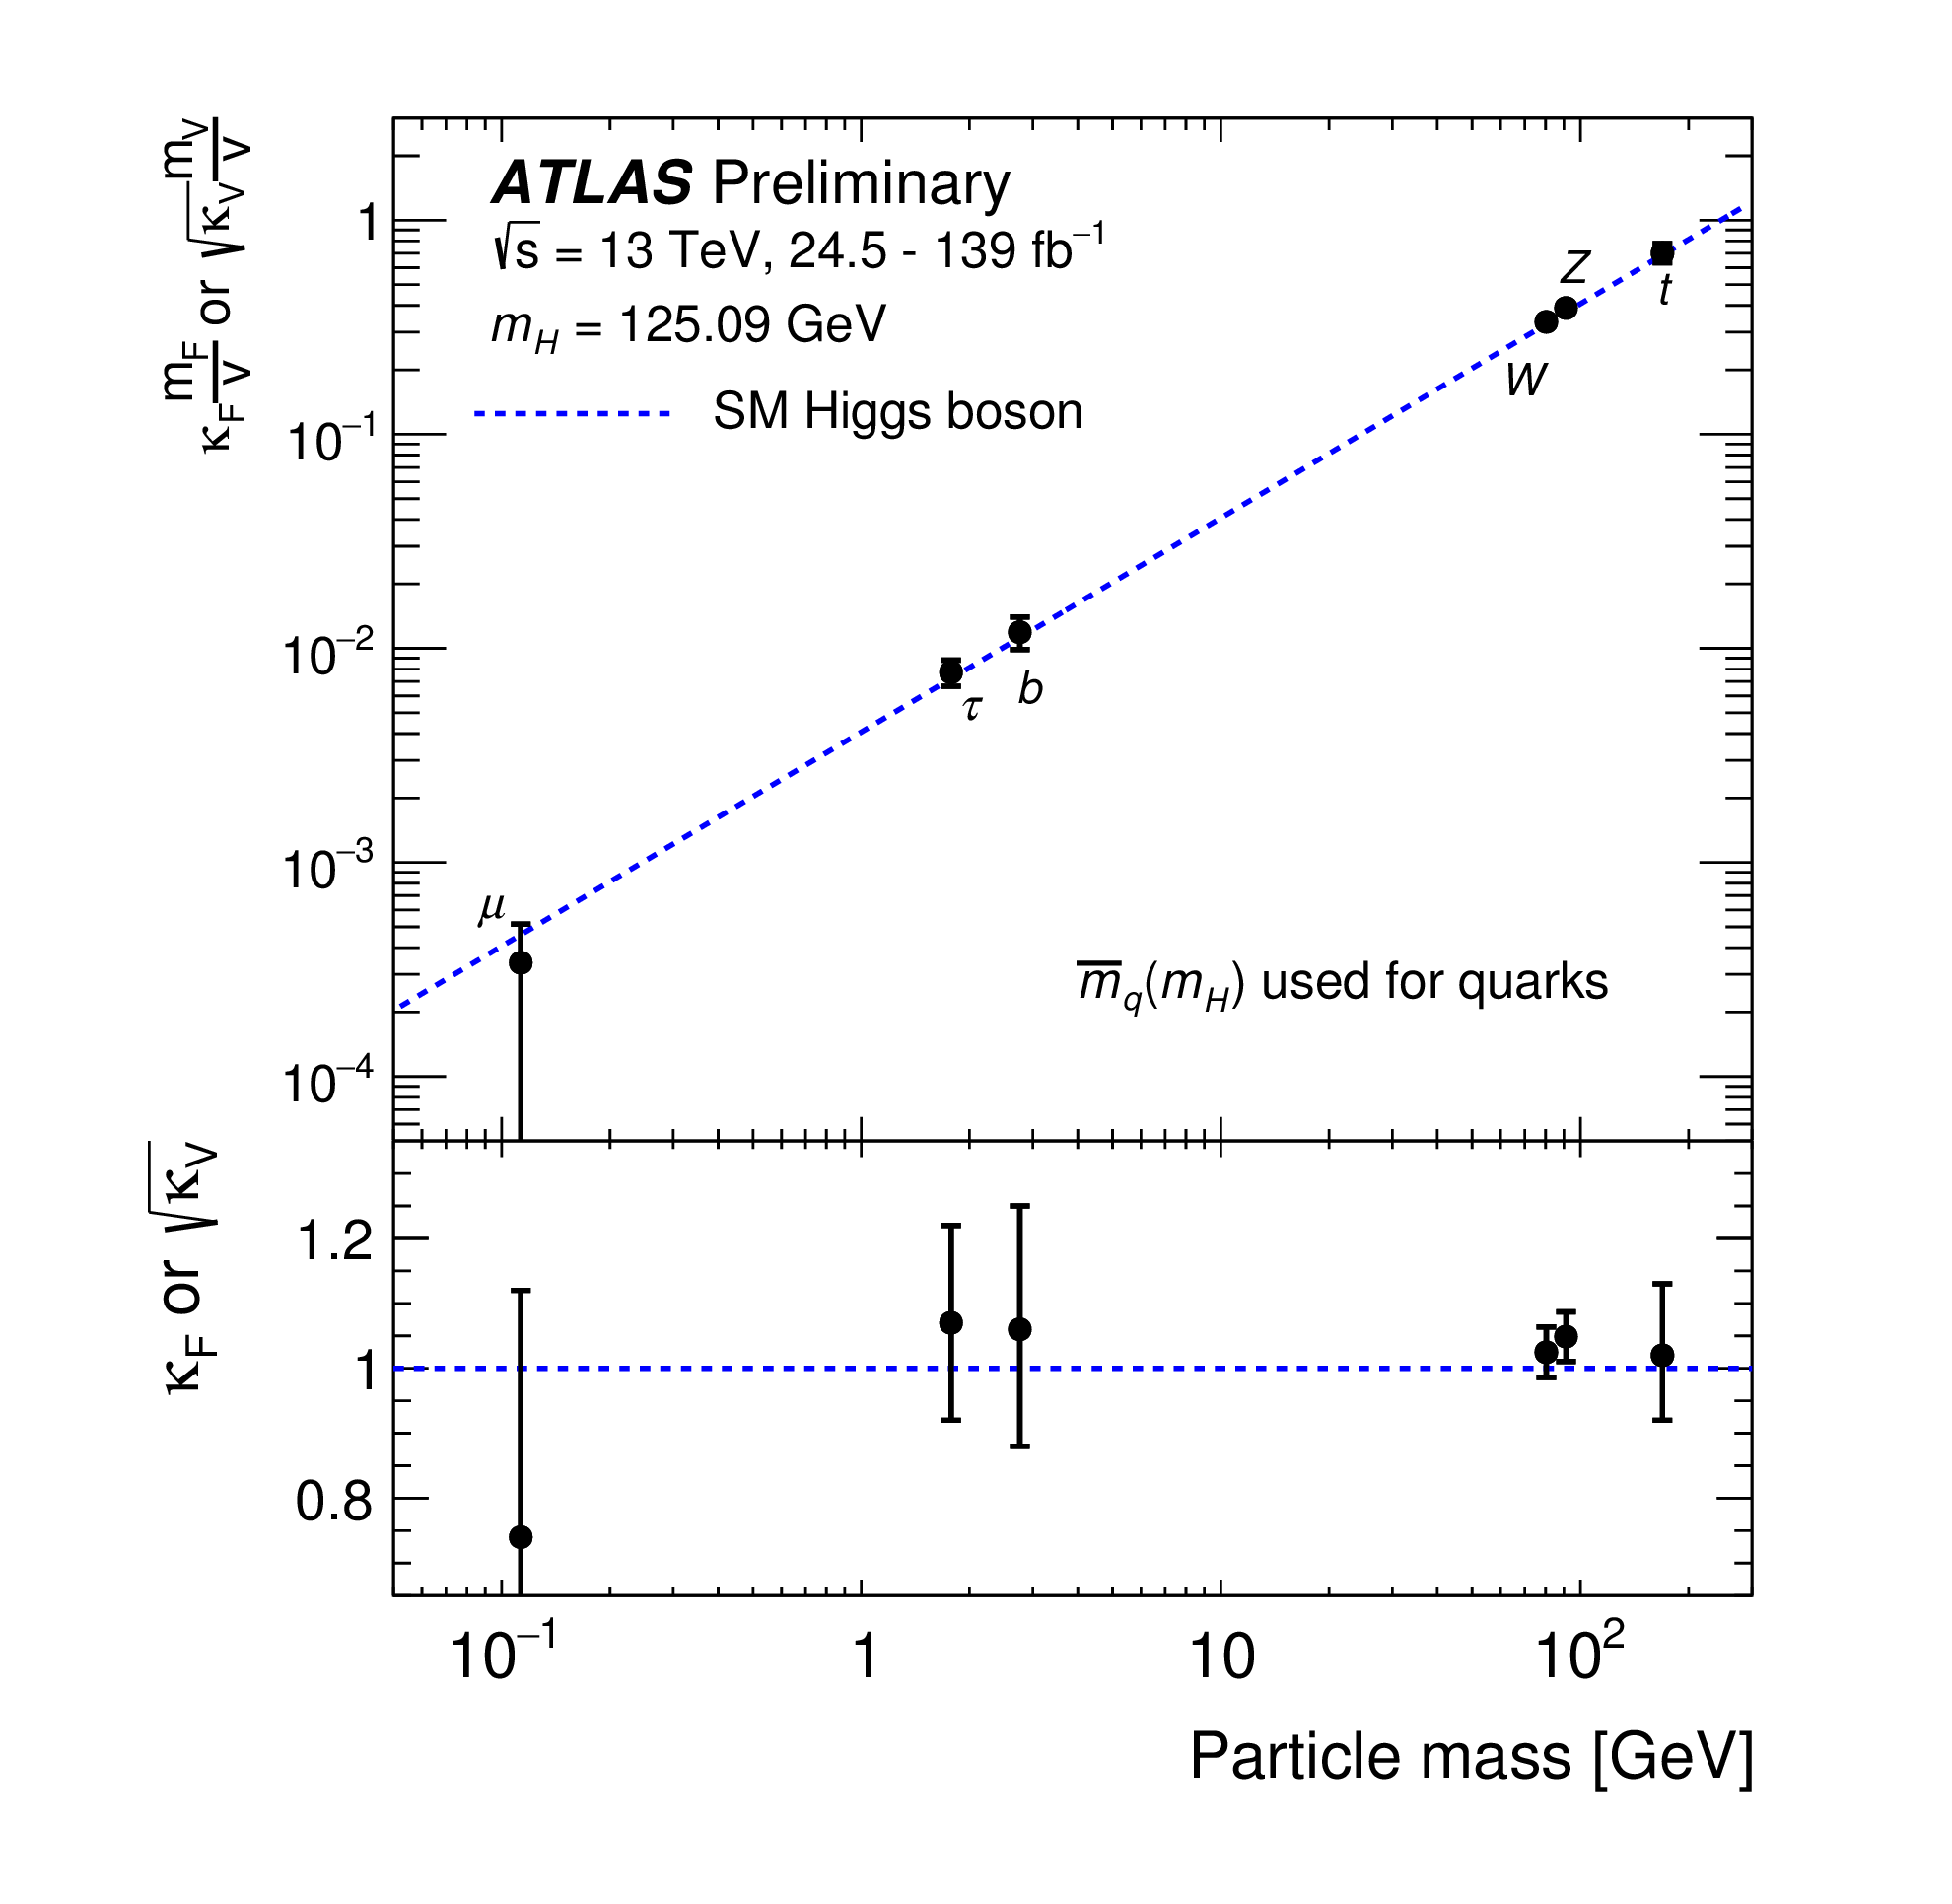 ATLAS Preliminary
√s = 13 TeV, 24.5 - 139 fb⁻¹
m_H = 125.09 GeV
SM Higgs boson
κ_F m_F/v or √κ_V m_V/v
1
10⁻¹
10⁻²
10⁻³
10⁻⁴
Z
t
W
b
τ
μ
m̅_q(m_H) used for quarks
κ_F or √κ_V
1.2
1
0.8
10⁻¹ 1 10 10²
Particle mass [GeV]